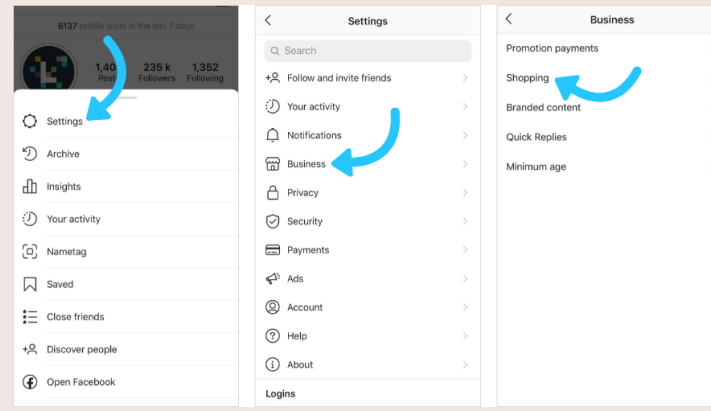 6137 profile visits in the last 7 days
1,40
235 k
1,352
Post
Followers
Following
Settings
Archive
Insights
Your activity
Nametag
Saved
Close friends
Discover people
Open Facebook
Settings
Search
Follow and invite friends
Your activity
Notifications
Business
Privacy
Security
Payments
Ads
Account
Help
About
Logins
Business
Promotion payments
Shopping
Branded content
Quick Replies
Minimum age